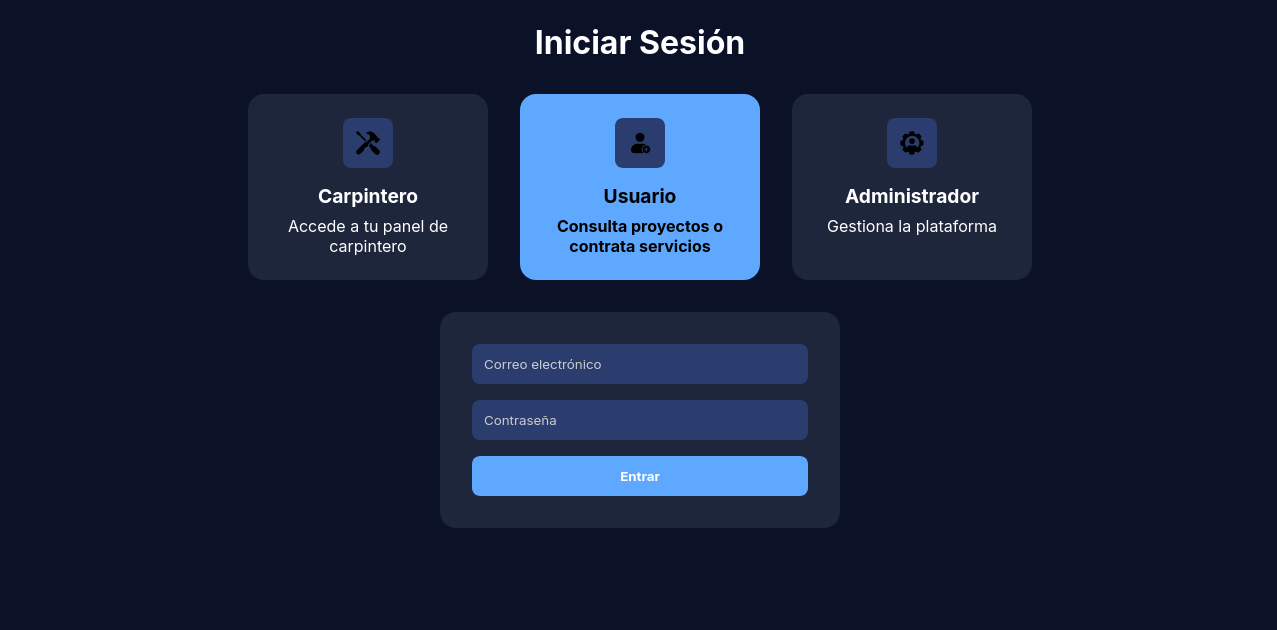 Iniciar Sesión
Carpintero
Accede a tu panel de
carpintero
Usuario
Consulta proyectos o
contrata servicios
Administrador
Gestiona la plataforma
Correo electrónico
Contraseña
Entrar